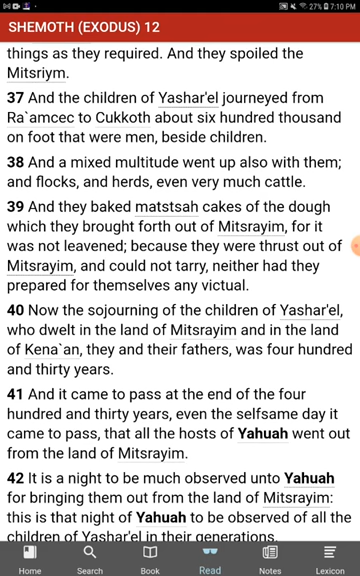 27% 7:10 PM
SHEMOTH (EXODUS) 12
things as they required. And they spoiled the
Mitsriym.
37 And the children of Yashar'el journeyed from
Ra`amcec to Cukkoth about six hundred thousand
on foot that were men, beside children.
38 And a mixed multitude went up also with them;
and flocks, and herds, even very much cattle.
39 And they baked matstsah cakes of the dough
which they brought forth out of Mitsrayim, for it
was not leavened; because they were thrust out of
Mitsrayim, and could not tarry, neither had they
prepared for themselves any victual.
40 Now the sojourning of the children of Yashar'el,
who dwelt in the land of Mitsrayim and in the land
of Kena`an, they and their fathers, was four hundred
and thirty years.
41 And it came to pass at the end of the four
hundred and thirty years, even the selfsame day it
came to pass, that all the hosts of Yahuah went out
from the land of Mitsrayim.
42 It is a night to be much observed unto Yahuah
for bringing them out from the land of Mitsrayim:
this is that night of Yahuah to be observed of all the
children of Yashar'el in their generations.
Home Search Book Read Notes Lexicon